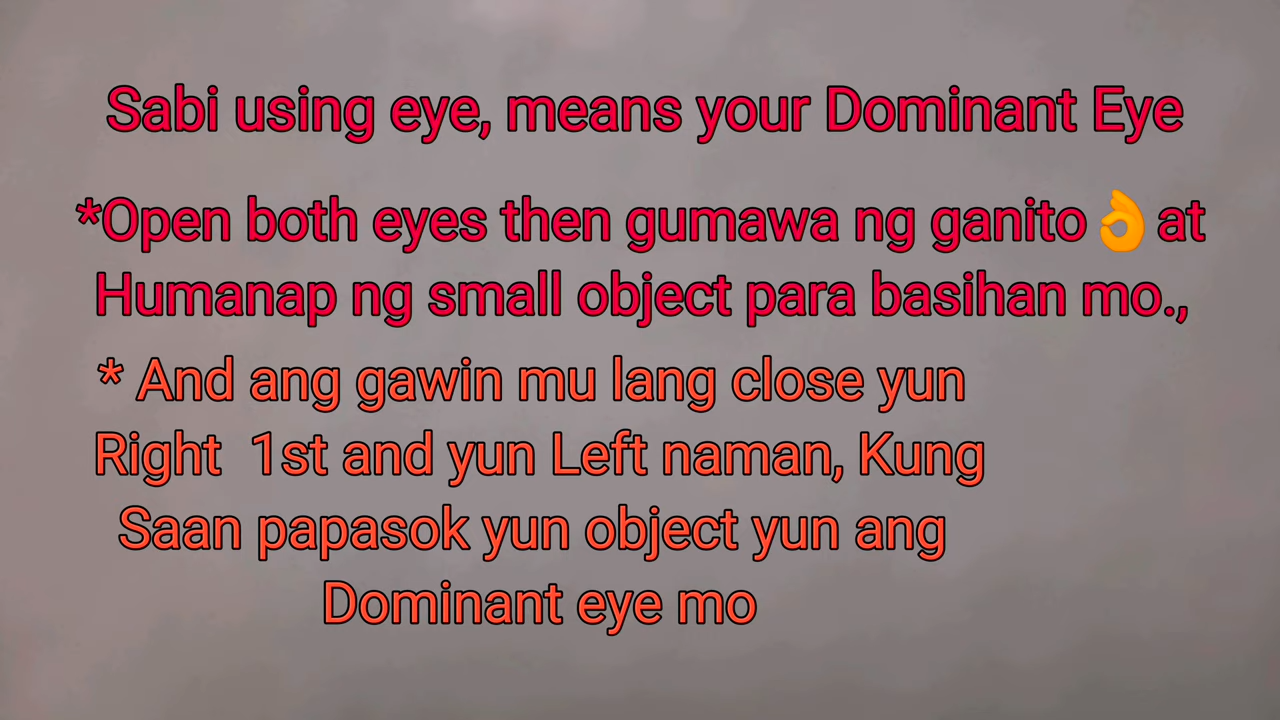 Sabi using eye, means your Dominant Eye
*Open both eyes then gumawa ng ganito👌at
Humanap ng small object para basihan mo.,
* And ang gawin mu lang close yun
Right  1st and yun Left naman, Kung
Saan papasok yun object yun ang
Dominant eye mo